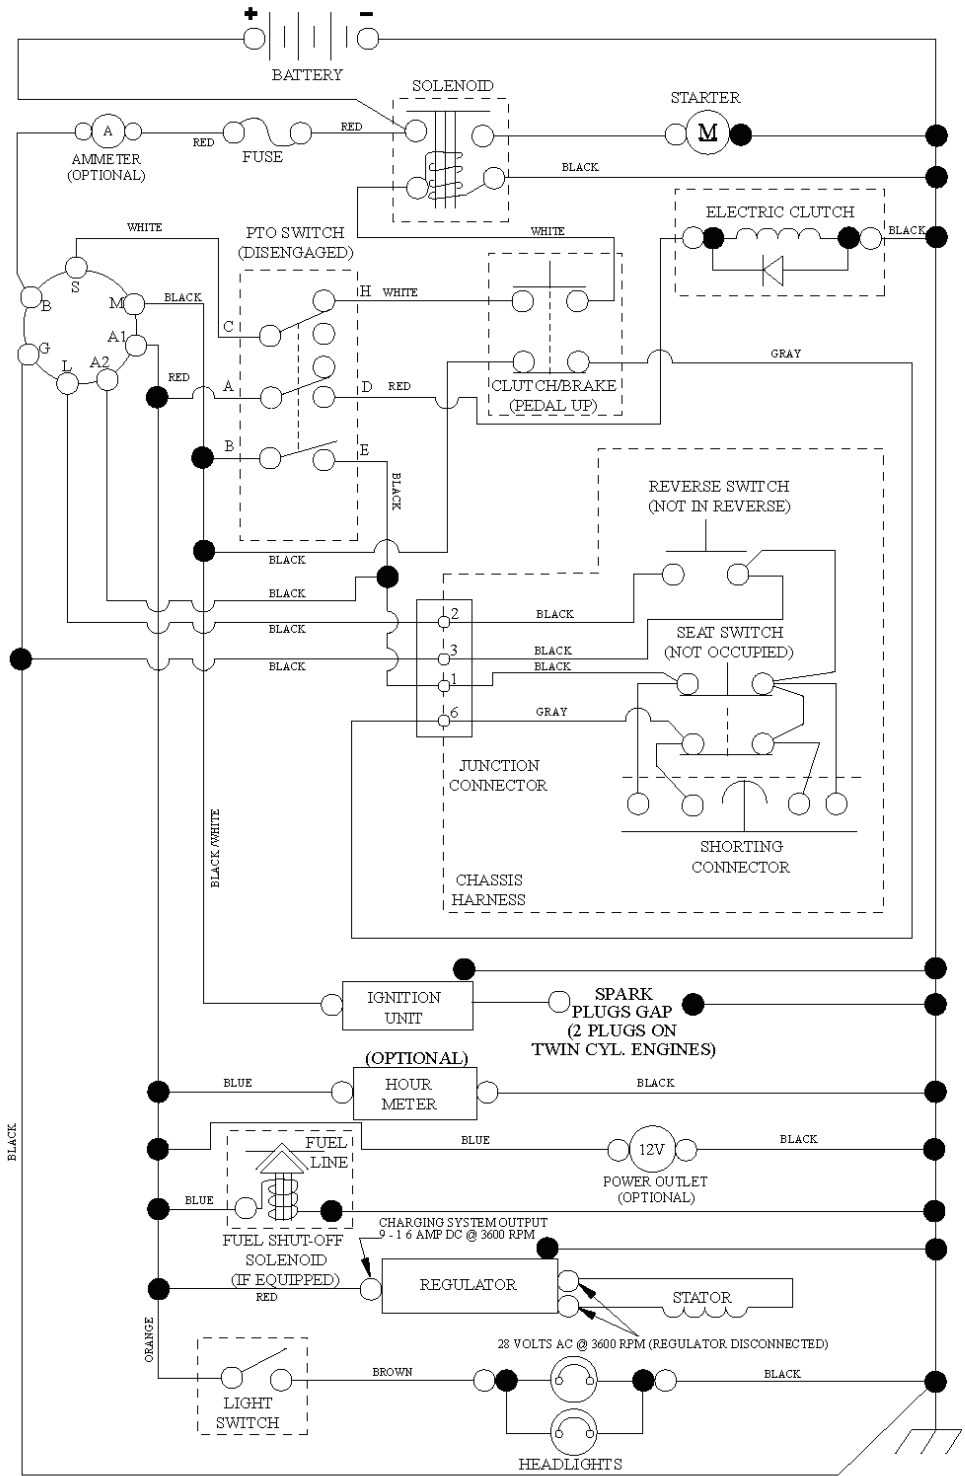 + −
BATTERY
SOLENOID
STARTER
A
RED
FUSE
RED
M
AMMETER
(OPTIONAL)
BLACK
ELECTRIC CLUTCH
BLACK
WHITE
PTO SWITCH
(DISENGAGED)
WHITE
S
B
M
BLACK
H
WHITE
C
G
A1
L
A2
RED
A
D
RED
CLUTCH/BRAKE
(PEDAL UP)
GRAY
B
E
BLACK
REVERSE SWITCH
(NOT IN REVERSE)
BLACK
BLACK
BLACK
BLACK
2
BLACK
3
BLACK
BLACK
1
6
GRAY
SEAT SWITCH
(NOT OCCUPIED)
JUNCTION
CONNECTOR
SHORTING
CONNECTOR
CHASSIS
HARNESS
BLACK/WHITE
IGNITION
UNIT
SPARK
PLUGS GAP
(2 PLUGS ON
TWIN CYL. ENGINES)
(OPTIONAL)
BLUE
HOUR
METER
BLACK
BLACK
FUEL
LINE
BLUE
12V
BLACK
POWER OUTLET
(OPTIONAL)
BLUE
FUEL SHUT-OFF
SOLENOID
(IF EQUIPPED)
CHARGING SYSTEM OUTPUT
9 - 1 6 AMP DC @ 3600 RPM
RED
REGULATOR
STATOR
ORANGE
28 VOLTS AC @ 3600 RPM (REGULATOR DISCONNECTED)
LIGHT
SWITCH
BROWN
BLACK
HEADLIGHTS